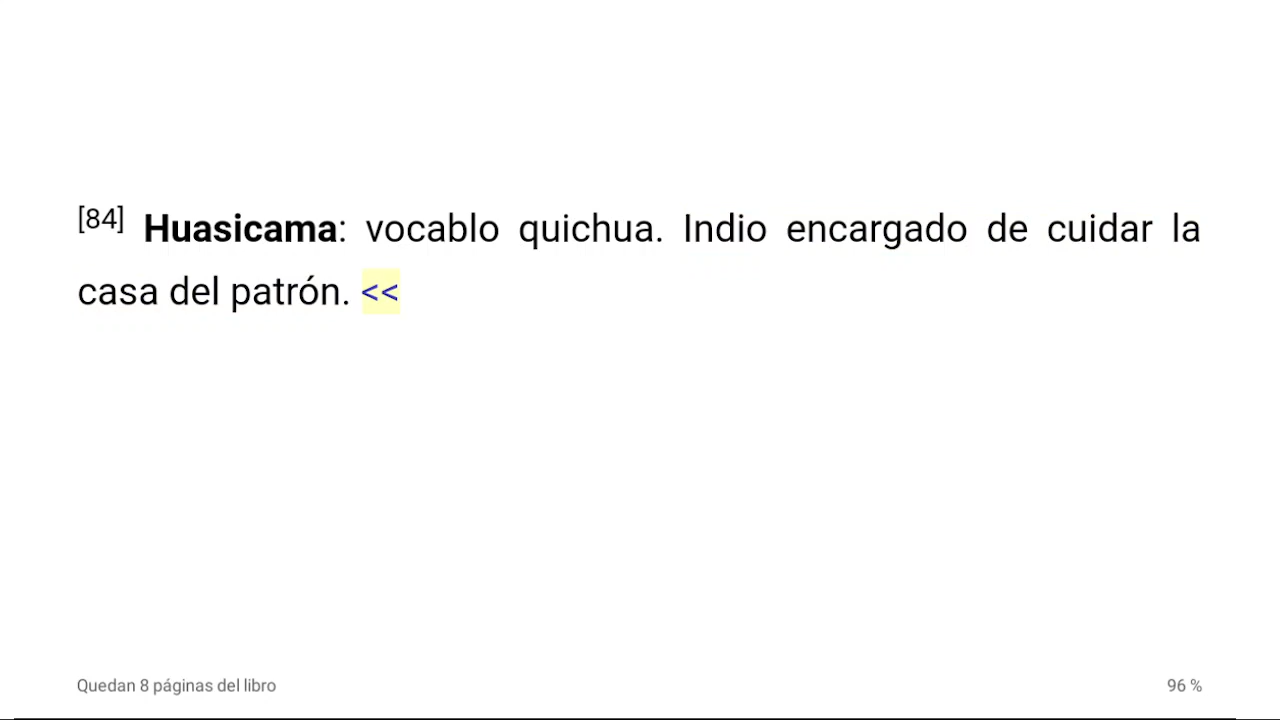 [84] Huasicama: vocablo quichua. Indio encargado de cuidar la
casa del patrón. <<
Quedan 8 páginas del libro
96 %